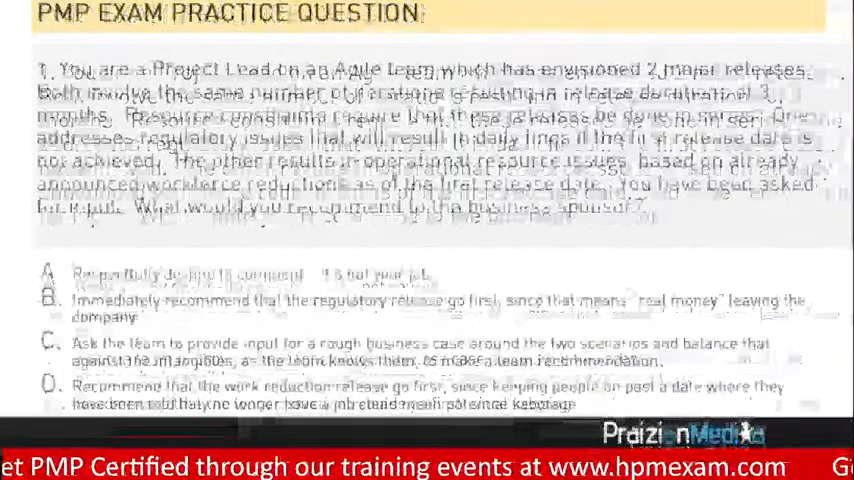 PMP EXAM PRACTICE QUESTION:
1. You are a Project Lead on an Agile team which has envisioned 2 major releases.
Both involve the same number of iterations resulting in release durations of 3
months. Resource constraints require that these releases be done in series. One
addresses regulatory issues that will result in daily fines if the first release date is
not achieved. The other results in operational resource issues, based on already
announced workforce reductions as of the first release date. You have been asked
for input. What would you recommend to the business sponsor?
A. Respectfully decline to comment - it is not your job.
B. Immediately recommend that the regulatory release go first, since that means "real money" leaving the
company
C. Ask the team to provide input for a rough business case around the two scenarios and balance that
against the intangibles, as the team knows them, to make a team recommendation.
D. Recommend that the work reduction release go first, since keeping people on past a date where they
have been told they no longer have a job could mean potential sabotage
PraizionMedia
et PMP Certified through our training events at www.hpmexam.com G